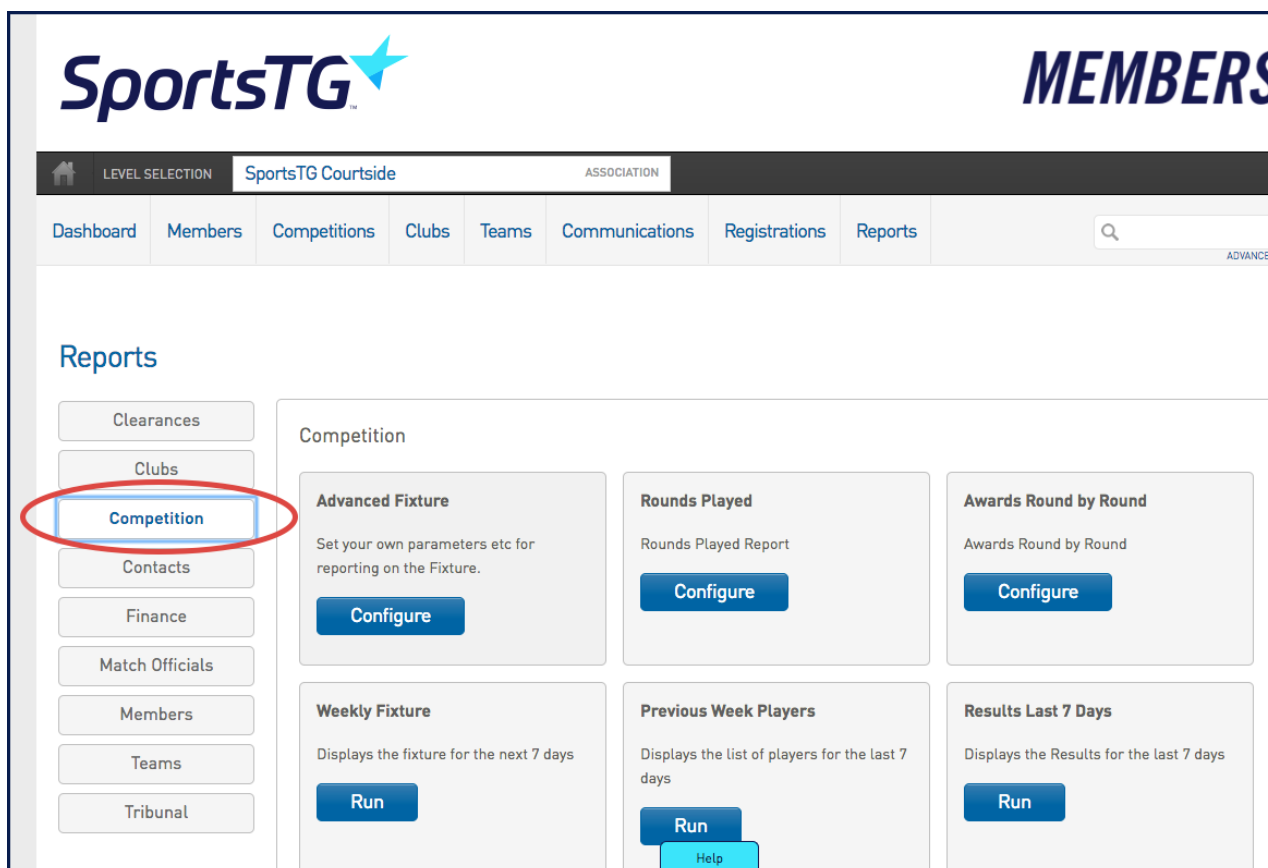 SportsTG™
MEMBERS
LEVEL SELECTION
SportsTG Courtside
ASSOCIATION
Dashboard
Members
Competitions
Clubs
Teams
Communications
Registrations
Reports
ADVANCE
Reports
Clearances
Clubs
Competition
Contacts
Finance
Match Officials
Members
Teams
Tribunal
Competition
Advanced Fixture
Set your own parameters etc for
reporting on the Fixture.
Configure
Rounds Played
Rounds Played Report
Configure
Awards Round by Round
Awards Round by Round
Configure
Weekly Fixture
Displays the fixture for the next 7 days
Run
Previous Week Players
Displays the list of players for the last 7
days
Run
Results Last 7 Days
Displays the Results for the last 7 days
Run
Help